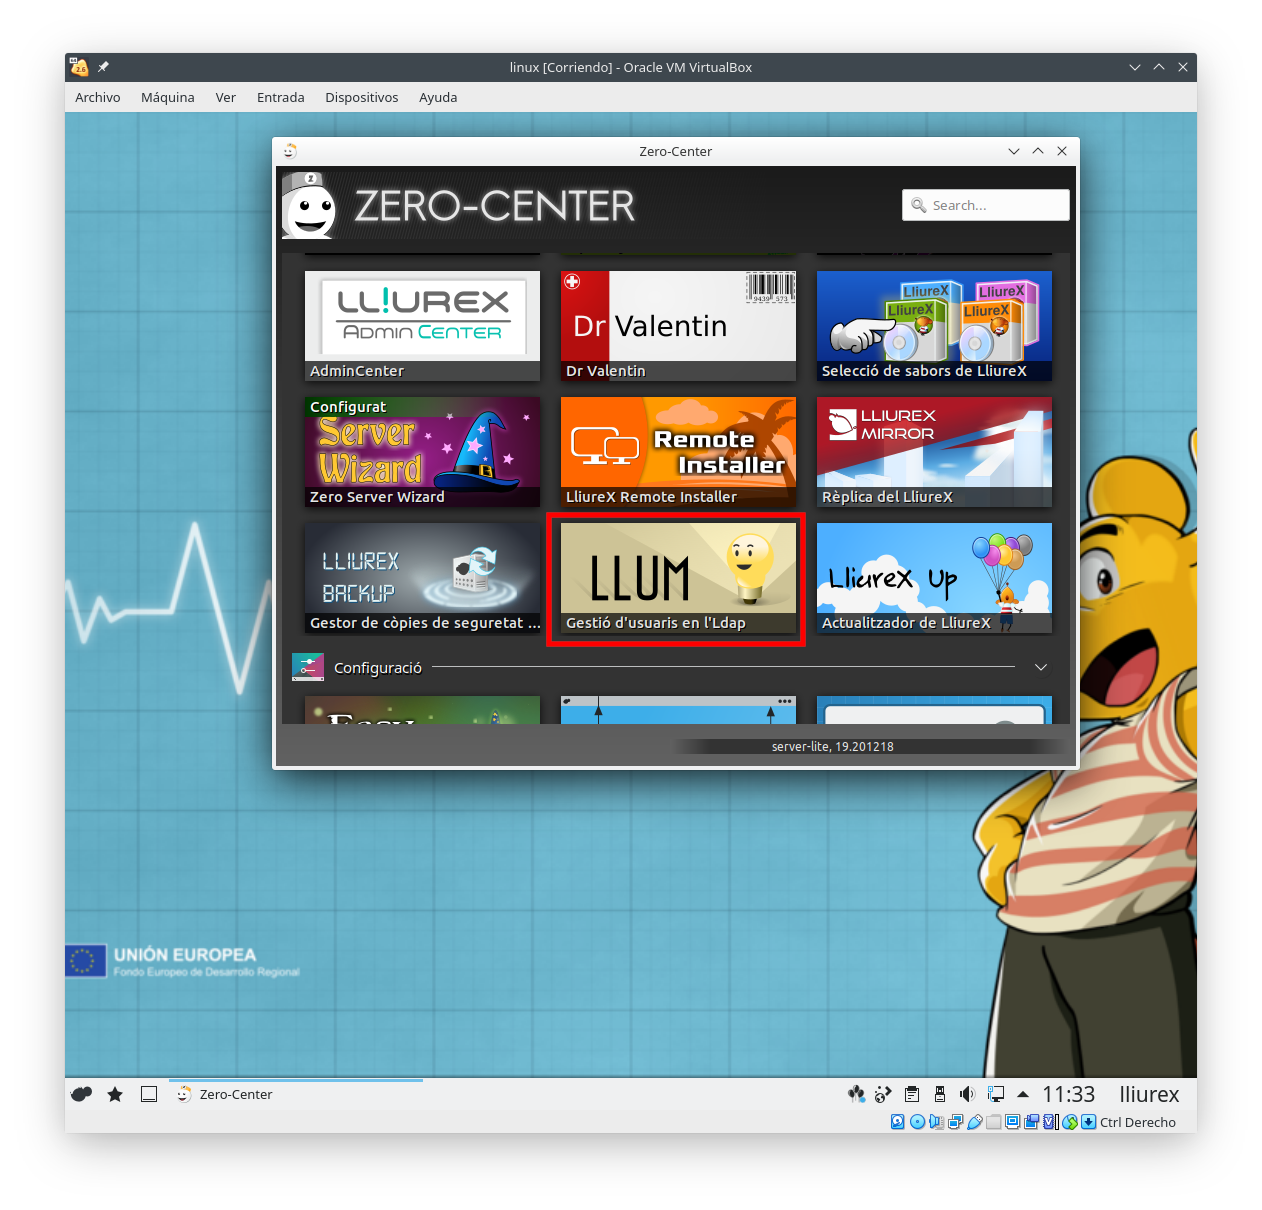 linux [Corriendo] - Oracle VM VirtualBox
Archivo Máquina Ver Entrada Dispositivos Ayuda
Zero-Center
Z
ZERO-CENTER
Search...
LL!UREX
ADMIN CENTER
AdminCenter
Dr Valentin
9439 573
Dr Valentin
LliureX
LliureX
LliureX
LliureX
Selecció de sabors de LliureX
Configurat
Server
Wizard
Zero Server Wizard
Remote
Installer
LliureX Remote Installer
LLIUREX
MIRROR
Rèplica del LliureX
LLIUREX
BACKUP
Gestor de còpies de seguretat ...
LLUM
Gestió d'usuaris en l'Ldap
LliureX Up
Actualitzador de LliureX
Configuració
Easy
server-lite, 19.201218
UNIÓN EUROPEA
Fondo Europeo de Desarrollo Regional
Zero-Center
11:33
lliurex
Ctrl Derecho